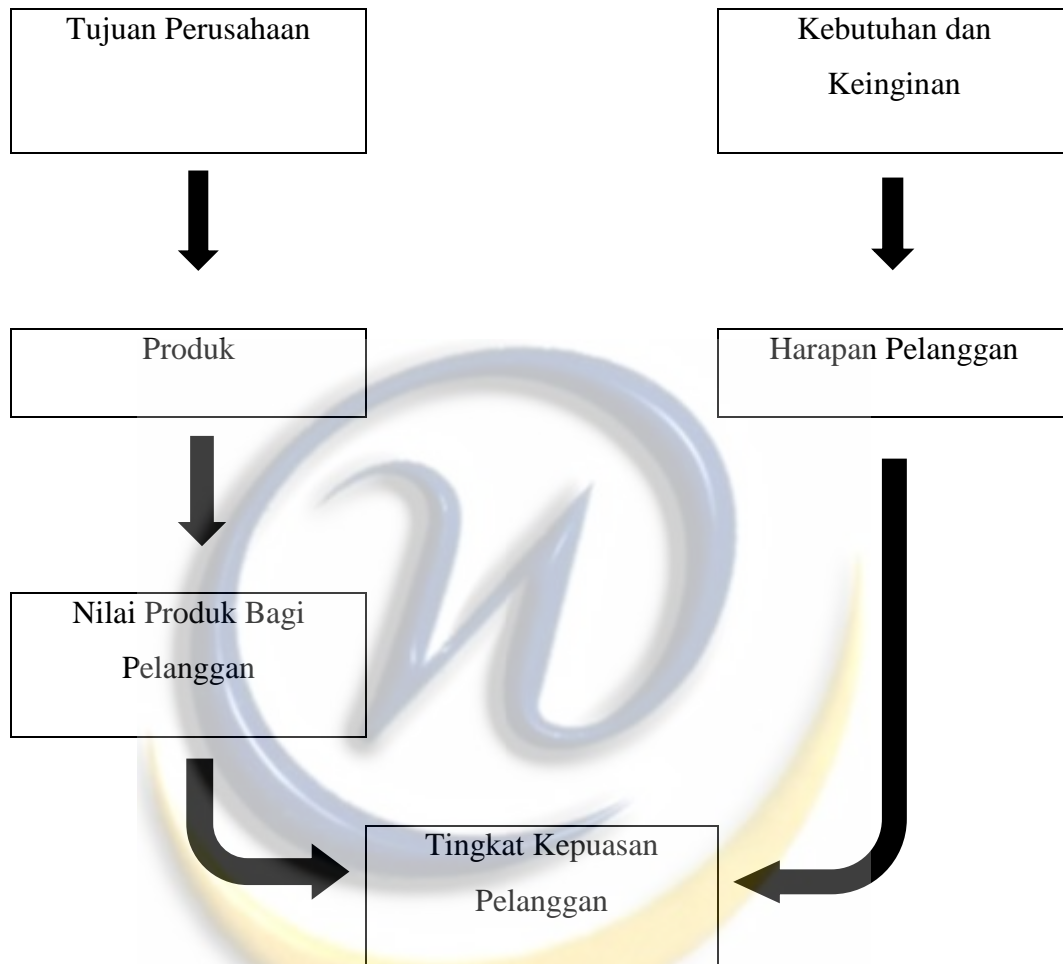 Tujuan Perusahaan
Kebutuhan dan
Keinginan
Produk
Harapan Pelanggan
Nilai Produk Bagi
Pelanggan
Tingkat Kepuasan
Pelanggan